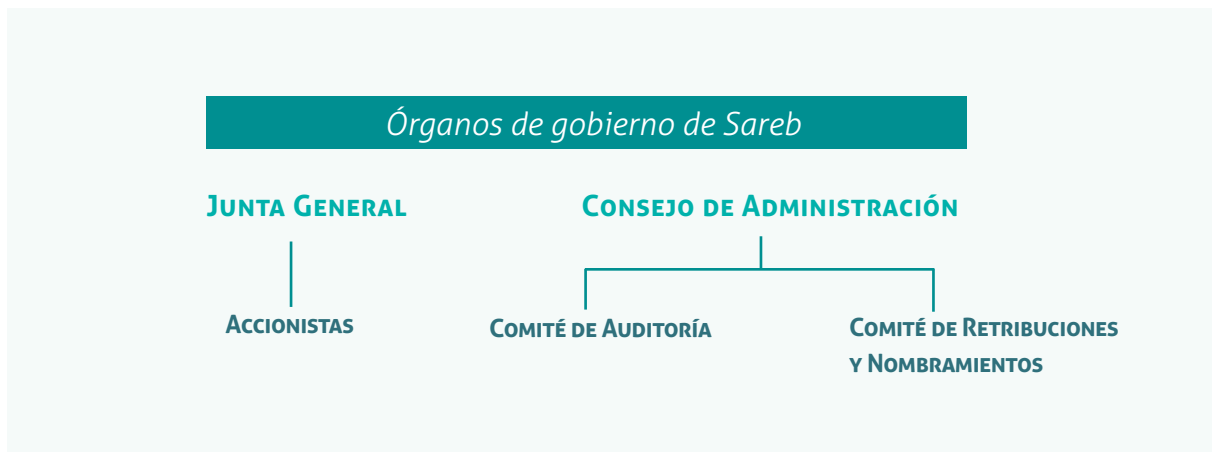 Órganos de gobierno de Sareb
Junta General
Consejo de Administración
Accionistas
Comité de Auditoría
Comité de Retribuciones
y Nombramientos